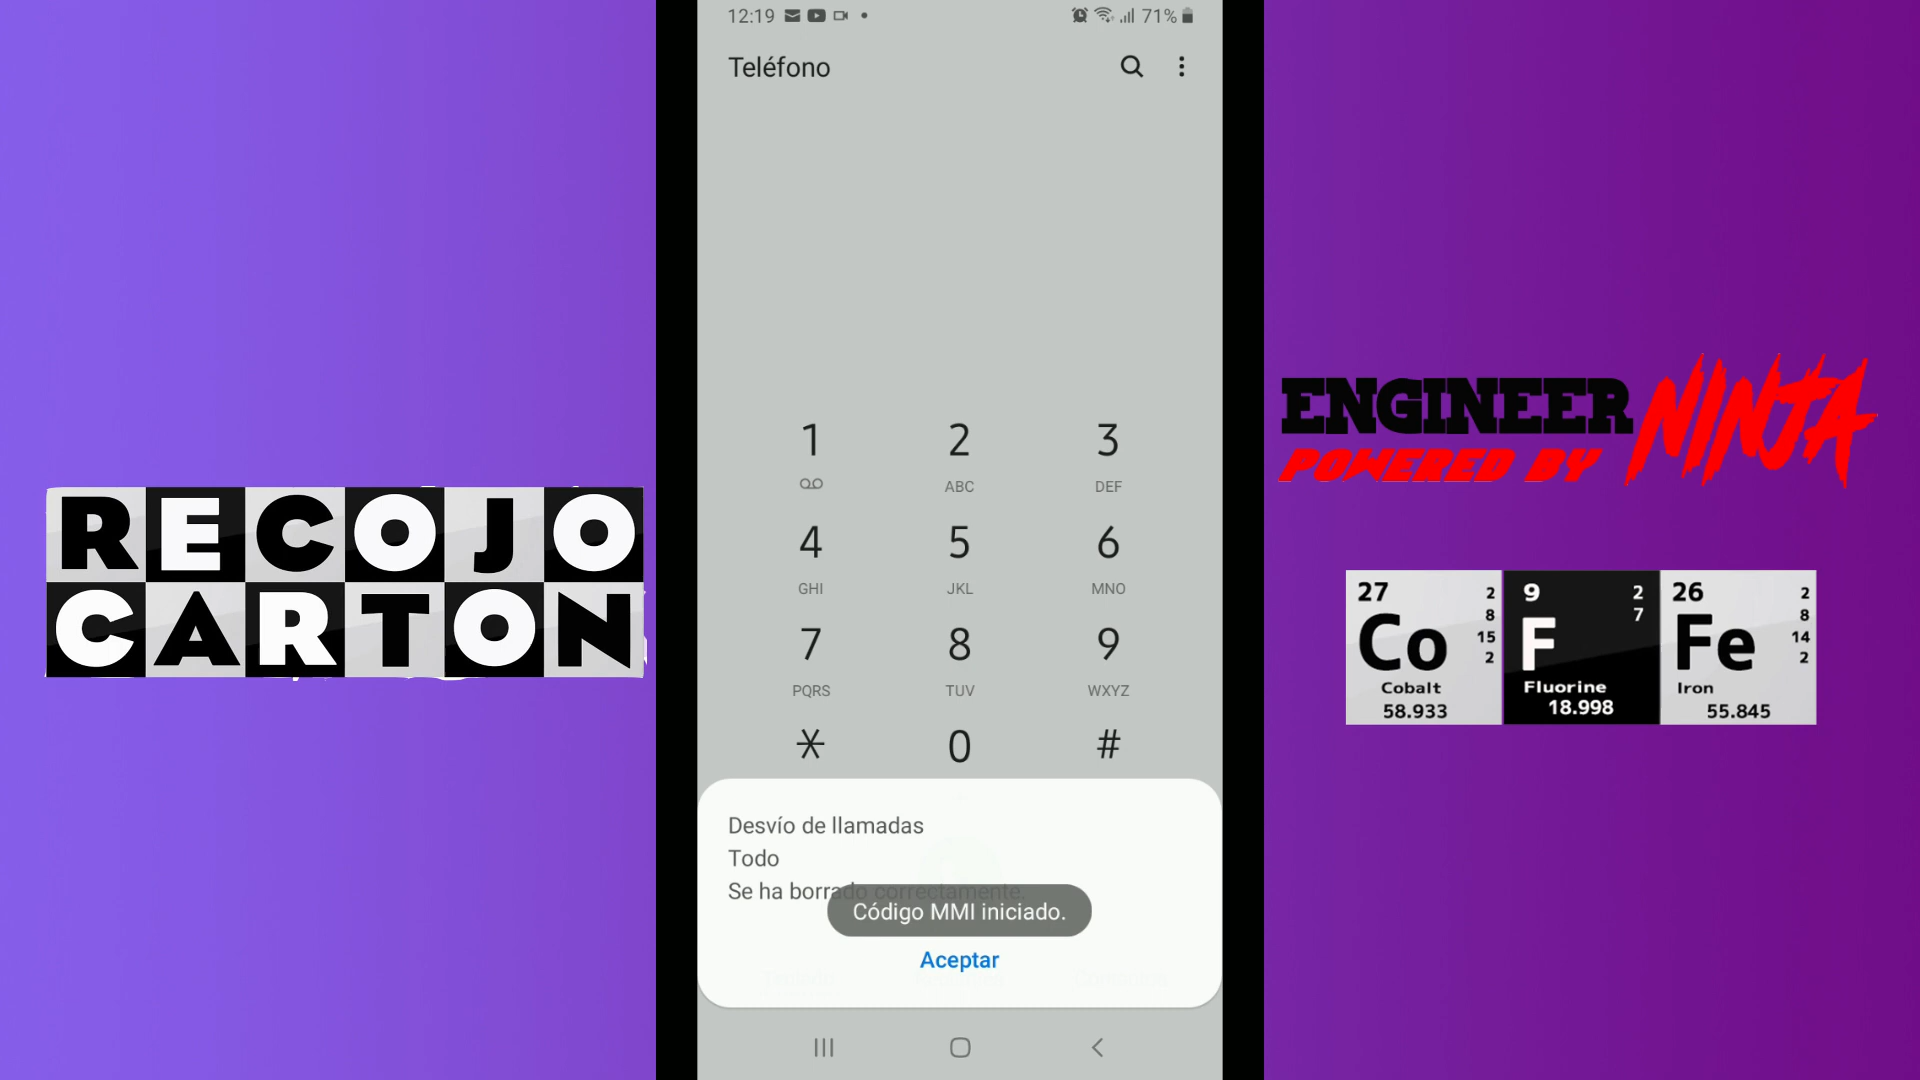 RECOJO
CARTON
12:19
71%
Teléfono
1
2
ABC
3
DEF
4
GHI
5
JKL
6
MNO
7
PQRS
8
TUV
9
WXYZ
*
0
#
Desvío de llamadas
Todo
Se ha borrado correctamente.
Código MMI iniciado.
Aceptar
ENGINEER
POWERED BY NINJA
27
2
8
15
2
Co
Cobalt
58.933
9
2
7
F
Fluorine
18.998
26
2
8
14
2
Fe
Iron
55.845